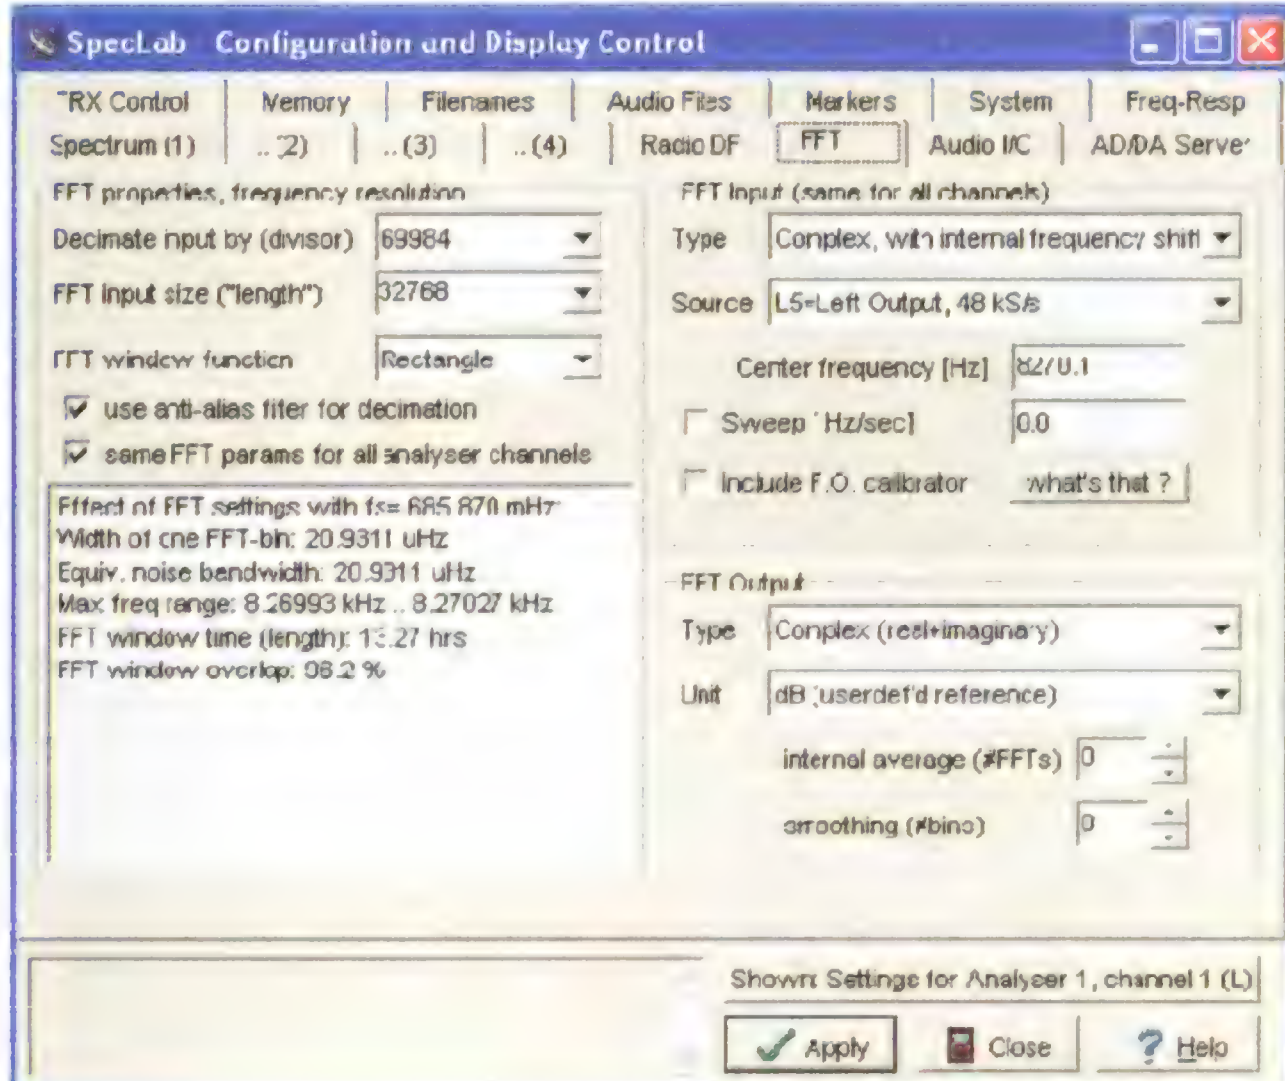 SpecLab Configuration and Display Control
TRX Control Memory Filenames Audio Files Markers System Freq-Resp
Spectrum (1) ..(2) ..(3) ..(4) Radio DF FFT Audio I/O AD/DA Server
FFT properties, frequency resolution
Decimate input by (divisor) 69984
FFT input size ("length") 32768
FFT window function Rectangle
use anti-alias filter for decimation
same FFT params for all analyser channels
Effect of FFT settings with fs= 685.870 mHz
Width of one FFT-bin: 20.9311 uHz
Equiv. noise bandwidth: 20.9311 uHz
Max freq range: 8.26993 kHz .. 8.27027 kHz
FFT window time (length): 13.27 hrs
FFT window overlap: %
FFT Input (same for all channels)
Type Complex, with internal frequency shift
Source L5=Left Output, 48 kS/s
Center frequency [Hz] 8270.1
Sweep [Hz/sec] 0.0
Include F.O. calibrator what's that ?
FFT Output
Type Complex (real+imaginary)
Unit dB (userdef'd reference)
internal average (#FFTs) 0
smoothing (#bins) 0
Shown: Settings for Analyser 1, channel 1 (L)
Apply Close Help